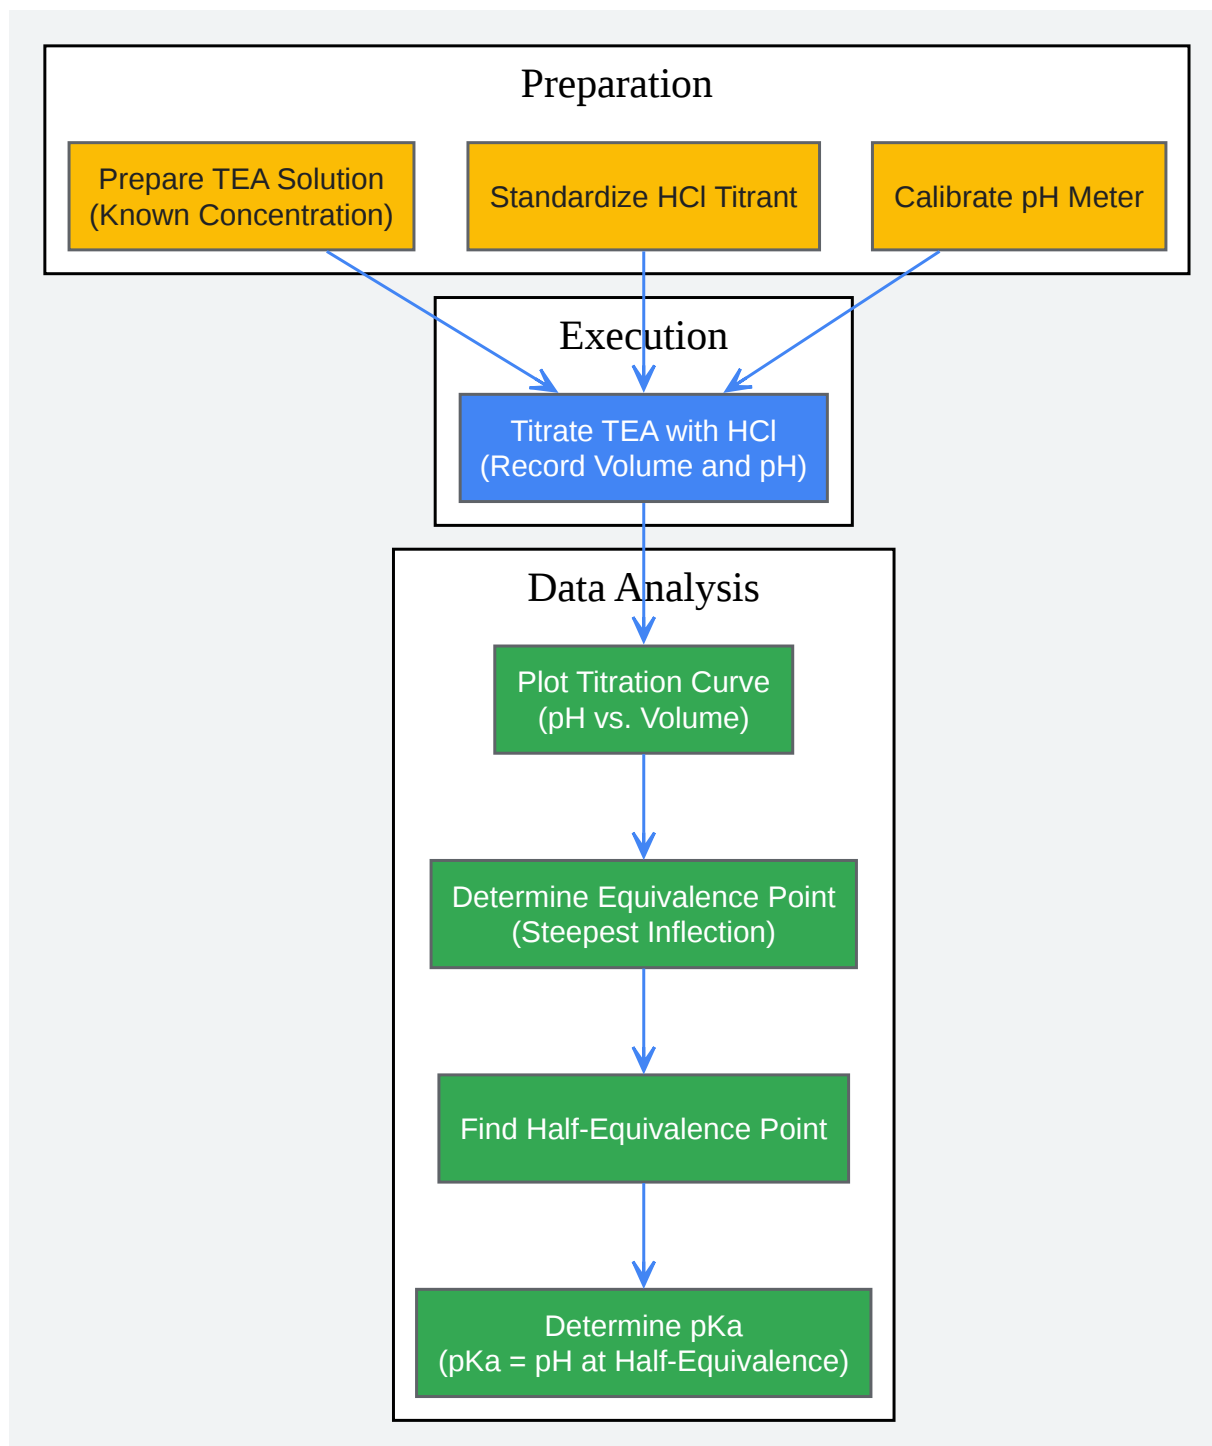 Preparation
Prepare TEA Solution
(Known Concentration)
Standardize HCl Titrant
Calibrate pH Meter
Execution
Titrate TEA with HCl
(Record Volume and pH)
Data Analysis
Plot Titration Curve
(pH vs. Volume)
Determine Equivalence Point
(Steepest Inflection)
Find Half-Equivalence Point
Determine pKa
(pKa = pH at Half-Equivalence)